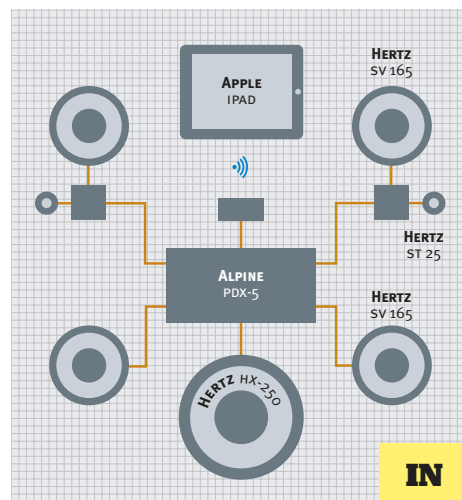 Apple
iPad
Hertz
SV 165
Hertz
ST 25
Alpine
PDX-5
Hertz
SV 165
Hertz HX-250
IN